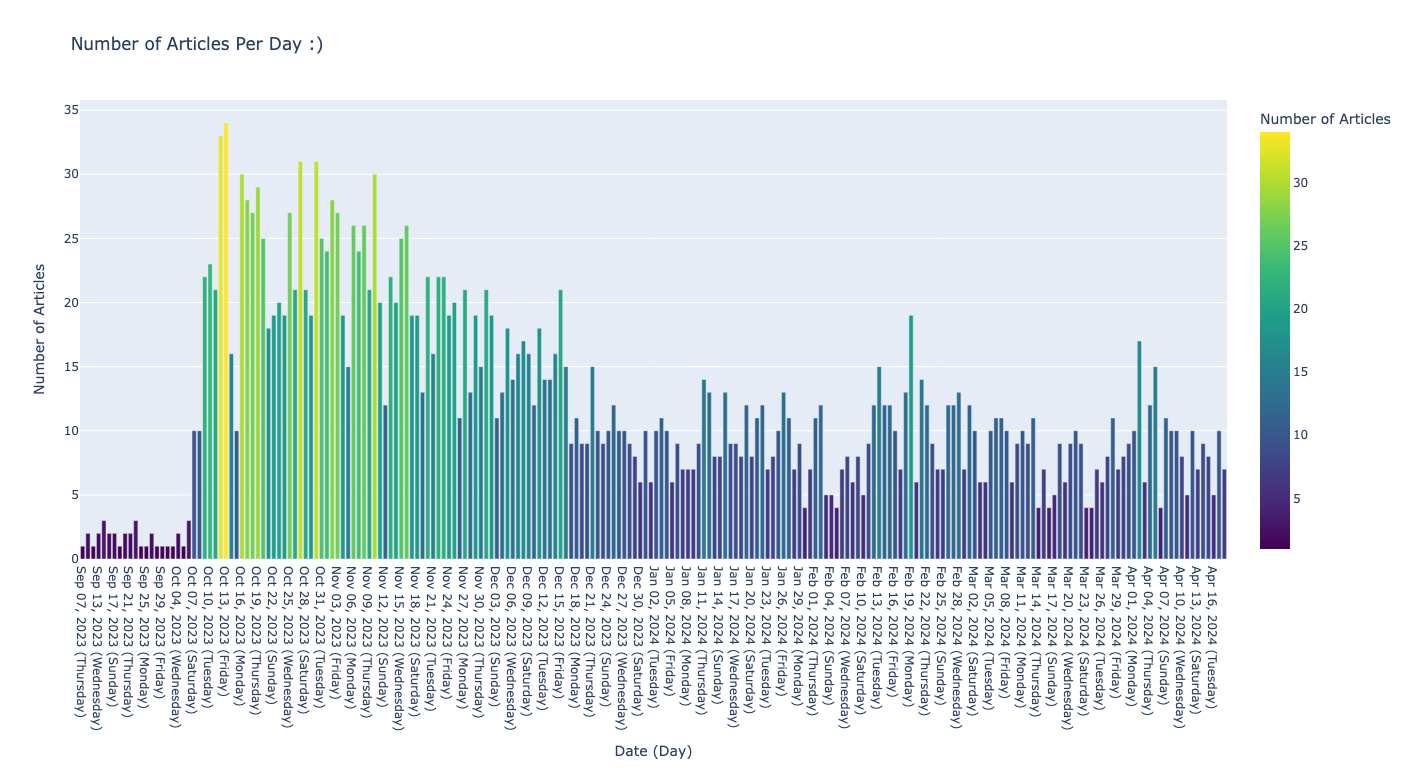 Number of Articles Per Day :)
Number of Articles
35
30
25
20
15
10
5
0
Number of Articles
30
25
20
15
10
5
Sep 07, 2023 (Thursday)
Sep 13, 2023 (Wednesday)
Sep 17, 2023 (Sunday)
Sep 21, 2023 (Thursday)
Sep 25, 2023 (Monday)
Sep 29, 2023 (Friday)
Oct 04, 2023 (Wednesday)
Oct 07, 2023 (Saturday)
Oct 10, 2023 (Tuesday)
Oct 13, 2023 (Friday)
Oct 16, 2023 (Monday)
Oct 19, 2023 (Thursday)
Oct 22, 2023 (Sunday)
Oct 25, 2023 (Wednesday)
Oct 28, 2023 (Saturday)
Oct 31, 2023 (Tuesday)
Nov 03, 2023 (Friday)
Nov 06, 2023 (Monday)
Nov 09, 2023 (Thursday)
Nov 12, 2023 (Sunday)
Nov 15, 2023 (Wednesday)
Nov 18, 2023 (Saturday)
Nov 21, 2023 (Tuesday)
Nov 24, 2023 (Friday)
Nov 27, 2023 (Monday)
Nov 30, 2023 (Thursday)
Dec 03, 2023 (Sunday)
Dec 06, 2023 (Wednesday)
Dec 09, 2023 (Saturday)
Dec 12, 2023 (Tuesday)
Dec 15, 2023 (Friday)
Dec 18, 2023 (Monday)
Dec 21, 2023 (Thursday)
Dec 24, 2023 (Sunday)
Dec 27, 2023 (Wednesday)
Dec 30, 2023 (Saturday)
Jan 02, 2024 (Tuesday)
Jan 05, 2024 (Friday)
Jan 08, 2024 (Monday)
Jan 11, 2024 (Thursday)
Jan 14, 2024 (Sunday)
Jan 17, 2024 (Wednesday)
Jan 20, 2024 (Saturday)
Jan 23, 2024 (Tuesday)
Jan 26, 2024 (Friday)
Jan 29, 2024 (Monday)
Feb 01, 2024 (Thursday)
Feb 04, 2024 (Sunday)
Feb 07, 2024 (Wednesday)
Feb 10, 2024 (Saturday)
Feb 13, 2024 (Tuesday)
Feb 16, 2024 (Friday)
Feb 19, 2024 (Monday)
Feb 22, 2024 (Thursday)
Feb 25, 2024 (Sunday)
Feb 28, 2024 (Wednesday)
Mar 02, 2024 (Saturday)
Mar 05, 2024 (Tuesday)
Mar 08, 2024 (Friday)
Mar 11, 2024 (Monday)
Mar 14, 2024 (Thursday)
Mar 17, 2024 (Sunday)
Mar 20, 2024 (Wednesday)
Mar 23, 2024 (Saturday)
Mar 26, 2024 (Tuesday)
Mar 29, 2024 (Friday)
Apr 01, 2024 (Monday)
Apr 04, 2024 (Thursday)
Apr 07, 2024 (Sunday)
Apr 10, 2024 (Wednesday)
Apr 13, 2024 (Saturday)
Apr 16, 2024 (Tuesday)
Date (Day)